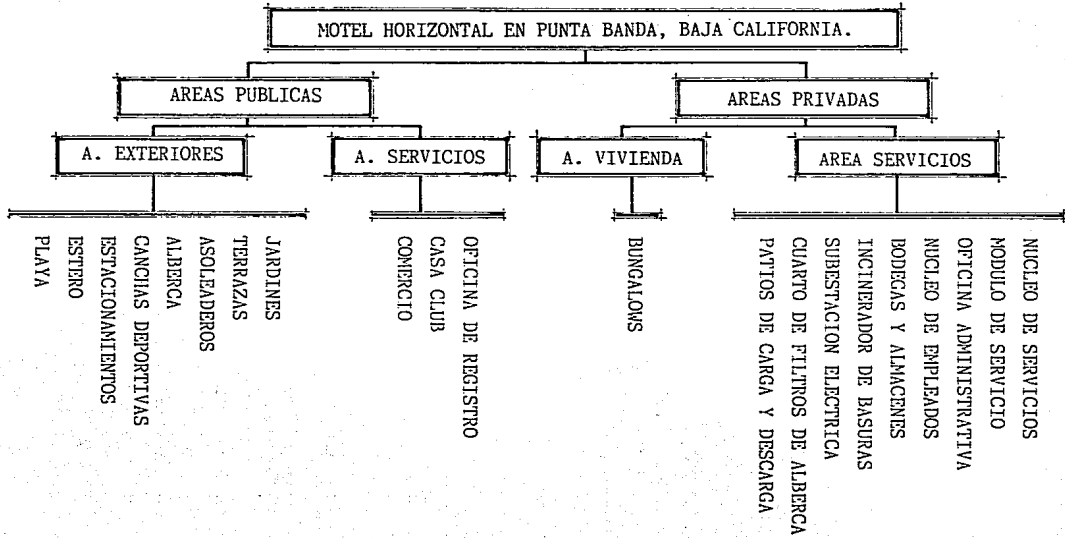 MOTEL HORIZONTAL EN PUNTA BANDA, BAJA CALIFORNIA.
AREAS PUBLICAS
AREAS PRIVADAS
A. EXTERIORES
A. SERVICIOS
A. VIVIENDA
AREA SERVICIOS
JARDINES
TERRAZAS
ASOLEADEROS
ALBERCA
CANCHAS DEPORTIVAS
ESTACIONAMIENTOS
ESTERO
PLAYA
OFICINA DE REGISTRO
CASA CLUB
COMERCIO
BUNGALOWS
NUCLEO DE SERVICIOS
MODULO DE SERVICIO
OFICINA ADMINISTRATIVA
NUCLEO DE EMPLEADOS
BODEGAS Y ALMACENES
INCINERADOR DE BASURAS
SUBESTACION ELECTRICA
CUARTO DE FILTROS DE ALBERCA
PATIOS DE CARGA Y DESCARGA